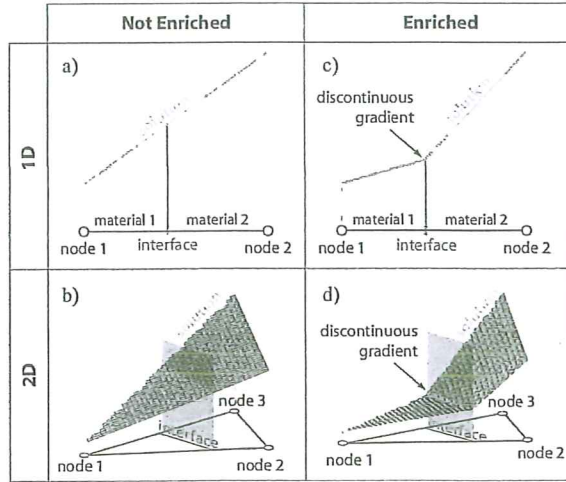 Not Enriched
Enriched
1D
a)
material 1
material 2
node 1
interface
node 2
c)
discontinuous
gradient
material 1
material 2
node 1
interface
node 2
2D
b)
node 3
interface
node 1
node 2
d)
discontinuous
gradient
node 3
node 1
node 2